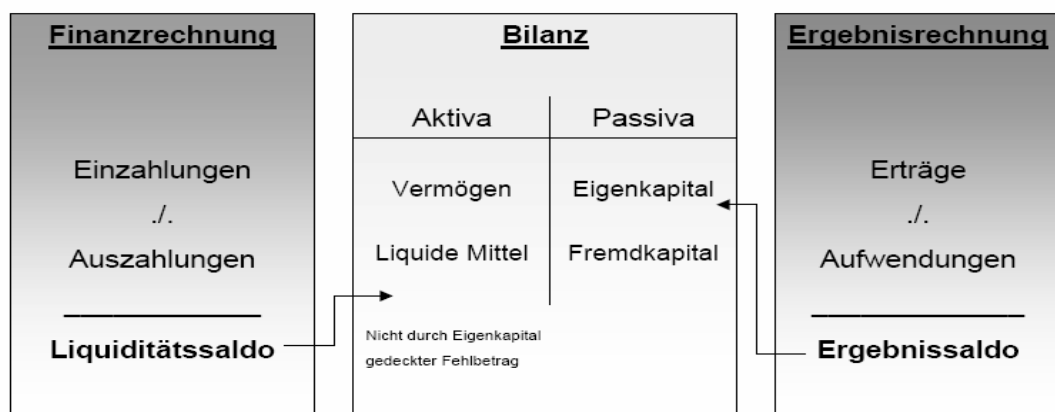 Finanzrechnung
Einzahlungen
./.
Auszahlungen
Liquiditätssaldo
Bilanz
Aktiva Passiva
Vermögen Eigenkapital
Liquide Mittel Fremdkapital
Nicht durch Eigenkapital
gedeckter Fehlbetrag
Ergebnisrechnung
Erträge
./.
Aufwendungen
Ergebnissaldo